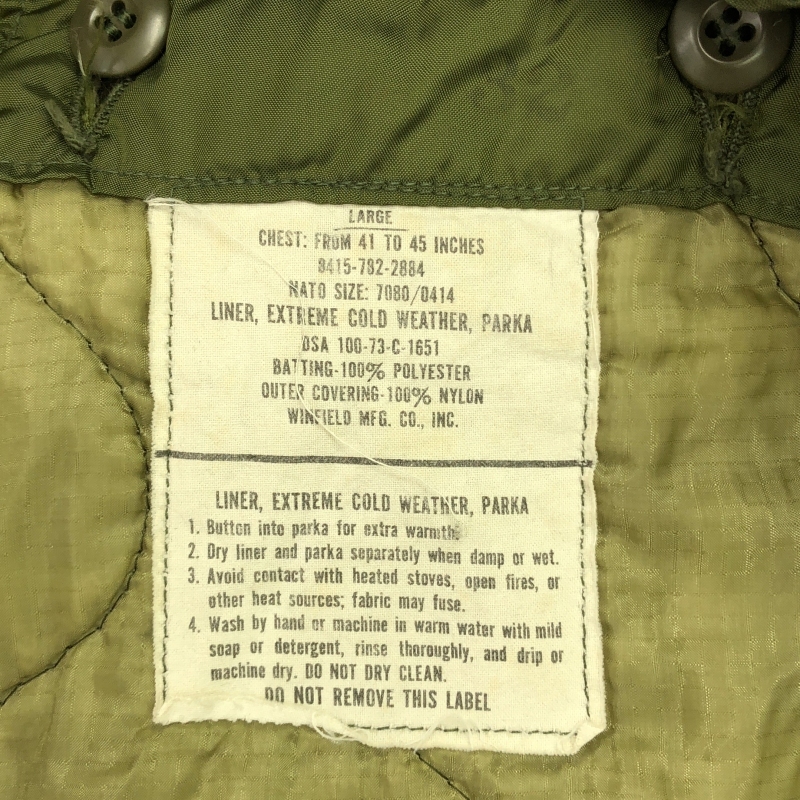 LARGE
CHEST: FROM 41 TO 45 INCHES
8415-782-2884
NATO SIZE: 7080/0414
LINER, EXTREME COLD WEATHER, PARKA
DSA 100-73-C-1651
BATTING-100% POLYESTER
OUTER COVERING-100% NYLON
WINFIELD MFG. CO., INC.
LINER, EXTREME COLD WEATHER, PARKA
1. Button into parka for extra warmth.
2. Dry liner and parka separately when damp or wet.
3. Avoid contact with heated stoves, open fires, or
other heat sources; fabric may fuse.
4. Wash by hand or machine in warm water with mild
soap or detergent, rinse thoroughly, and drip or
machine dry. DO NOT DRY CLEAN.
DO NOT REMOVE THIS LABEL